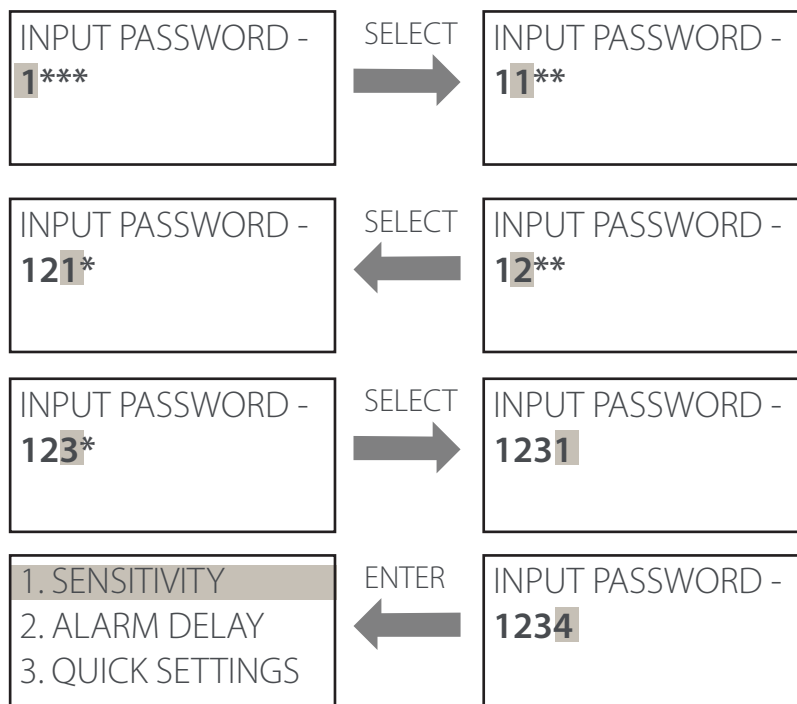 INPUT PASSWORD -
1***
SELECT
INPUT PASSWORD -
11**
INPUT PASSWORD -
121*
SELECT
INPUT PASSWORD -
12**
INPUT PASSWORD -
123*
SELECT
INPUT PASSWORD -
1231
1. SENSITIVITY
2. ALARM DELAY
3. QUICK SETTINGS
ENTER
INPUT PASSWORD -
1234